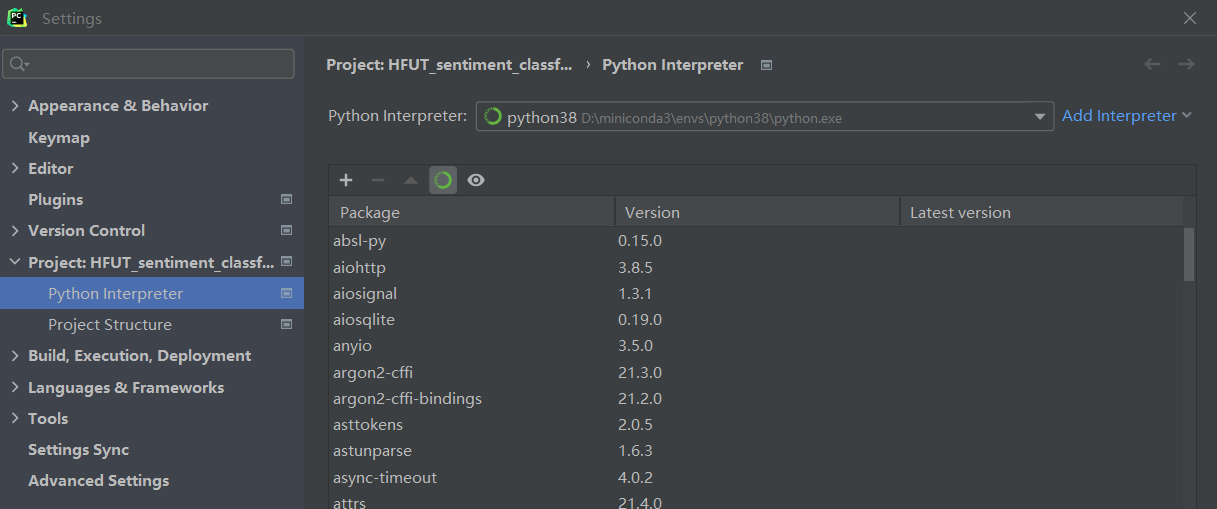 PC
Settings
Project: HFUT_sentiment_classf... › Python Interpreter
Appearance & Behavior
Keymap
Editor
Plugins
Version Control
Project: HFUT_sentiment_classf...
Python Interpreter
Project Structure
Build, Execution, Deployment
Languages & Frameworks
Tools
Settings Sync
Advanced Settings
Python Interpreter: python38 D:\miniconda3\envs\python38\python.exe Add Interpreter
Package Version Latest version
absl-py 0.15.0
aiohttp 3.8.5
aiosignal 1.3.1
aiosqlite 0.19.0
anyio 3.5.0
argon2-cffi 21.3.0
argon2-cffi-bindings 21.2.0
asttokens 2.0.5
astunparse 1.6.3
async-timeout 4.0.2
attrs 21.4.0